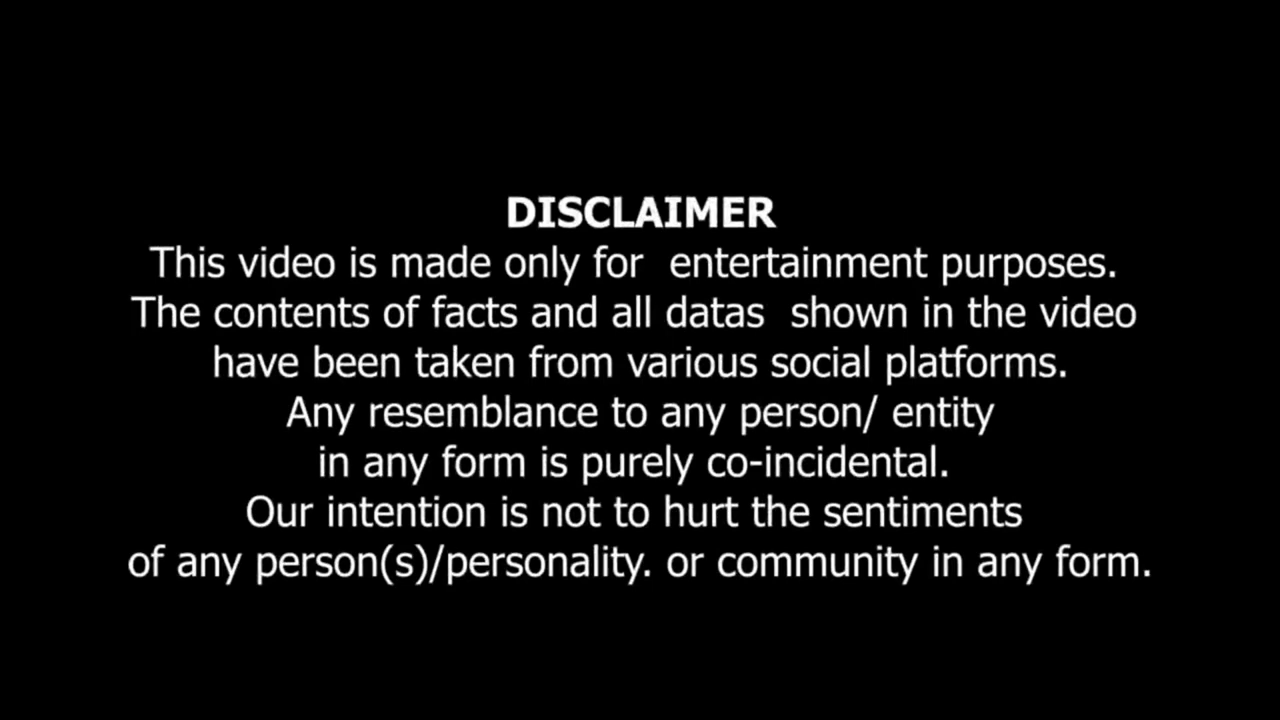 DISCLAIMER
This video is made only for  entertainment purposes.
The contents of facts and all datas  shown in the video
have been taken from various social platforms.
Any resemblance to any person/ entity
in any form is purely co-incidental.
Our intention is not to hurt the sentiments
of any person(s)/personality. or community in any form.